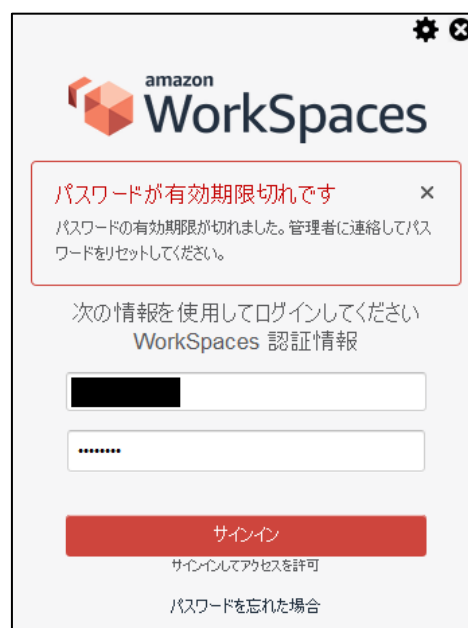 amazon
WorkSpaces
パスワードが有効期限切れです
パスワードの有効期限が切れました。管理者に連絡してパス
ワードをリセットしてください。
次の情報を使用してログインしてください
WorkSpaces 認証情報
••••••••
サインイン
サインインしてアクセスを許可
パスワードを忘れた場合